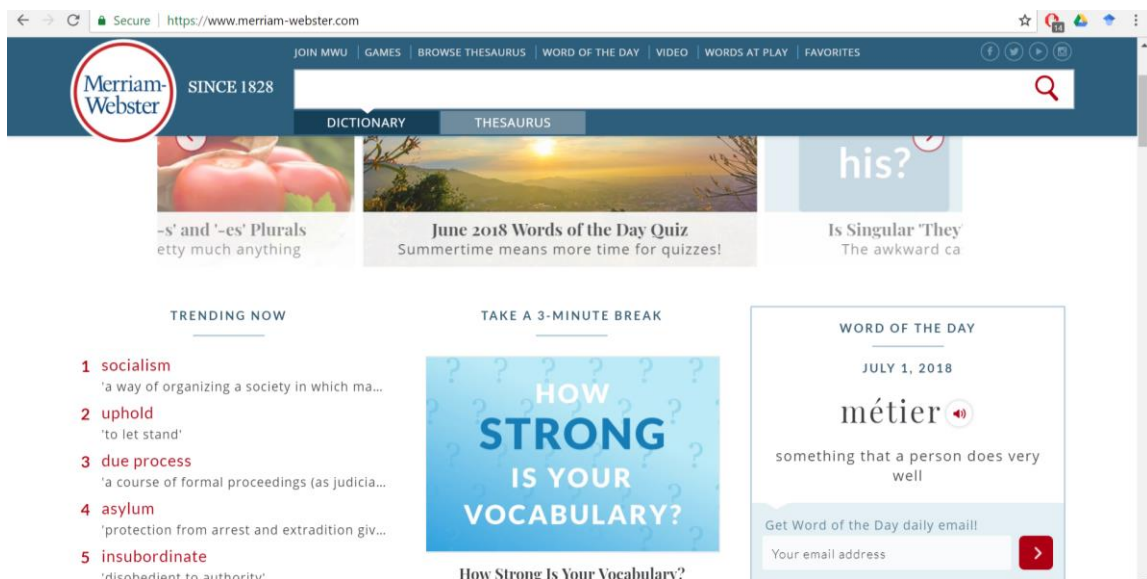 Secure | https://www.merriam-webster.com
14
JOIN MWU | GAMES | BROWSE THESAURUS | WORD OF THE DAY | VIDEO | WORDS AT PLAY | FAVORITES
Merriam-
Webster
SINCE 1828
DICTIONARY
THESAURUS
his?
-s' and '-es' Plurals
etty much anything
June 2018 Words of the Day Quiz
Summertime means more time for quizzes!
Is Singular 'They'
The awkward ca
TRENDING NOW
1 socialism
'a way of organizing a society in which ma...
2 uphold
'to let stand'
3 due process
'a course of formal proceedings (as judicia...
4 asylum
'protection from arrest and extradition giv...
5 insubordinate
'disobedient to authority'
TAKE A 3-MINUTE BREAK
HOW
STRONG
IS YOUR
VOCABULARY?
How Strong Is Your Vocabulary?
WORD OF THE DAY
JULY 1, 2018
métier
something that a person does very
well
Get Word of the Day daily email!
Your email address